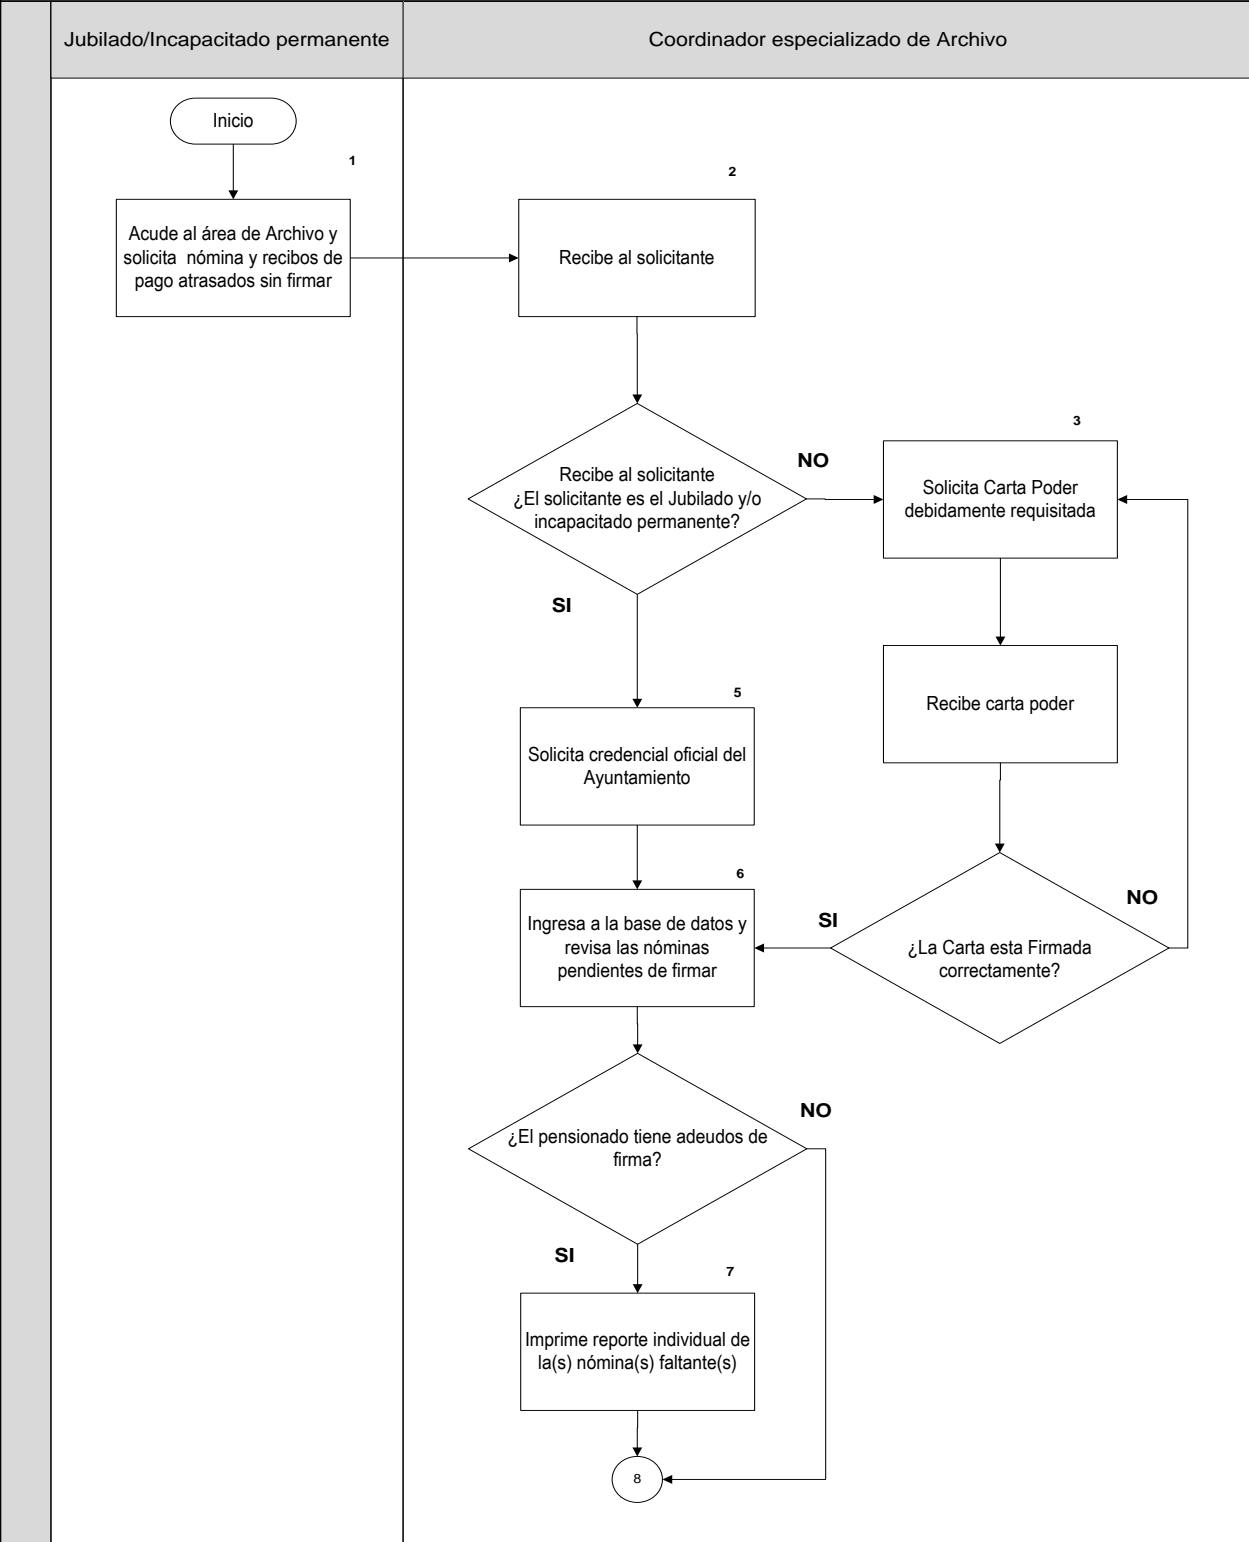 Jubilado/Incapacitado permanente
Coordinador especializado de Archivo
Inicio
1
Acude al área de Archivo y
solicita nómina y recibos de
pago atrasados sin firmar
2
Recibe al solicitante
Recibe al solicitante
¿El solicitante es el Jubilado y/o
incapacitado permanente?
NO
3
Solicita Carta Poder
debidamente requisitada
SI
Recibe carta poder
5
Solicita credencial oficial del
Ayuntamiento
6
Ingresa a la base de datos y
revisa las nóminas
pendientes de firmar
SI
¿La Carta esta Firmada
correctamente?
NO
¿El pensionado tiene adeudos de
firma?
NO
SI
7
Imprime reporte individual de
la(s) nómina(s) faltante(s)
8